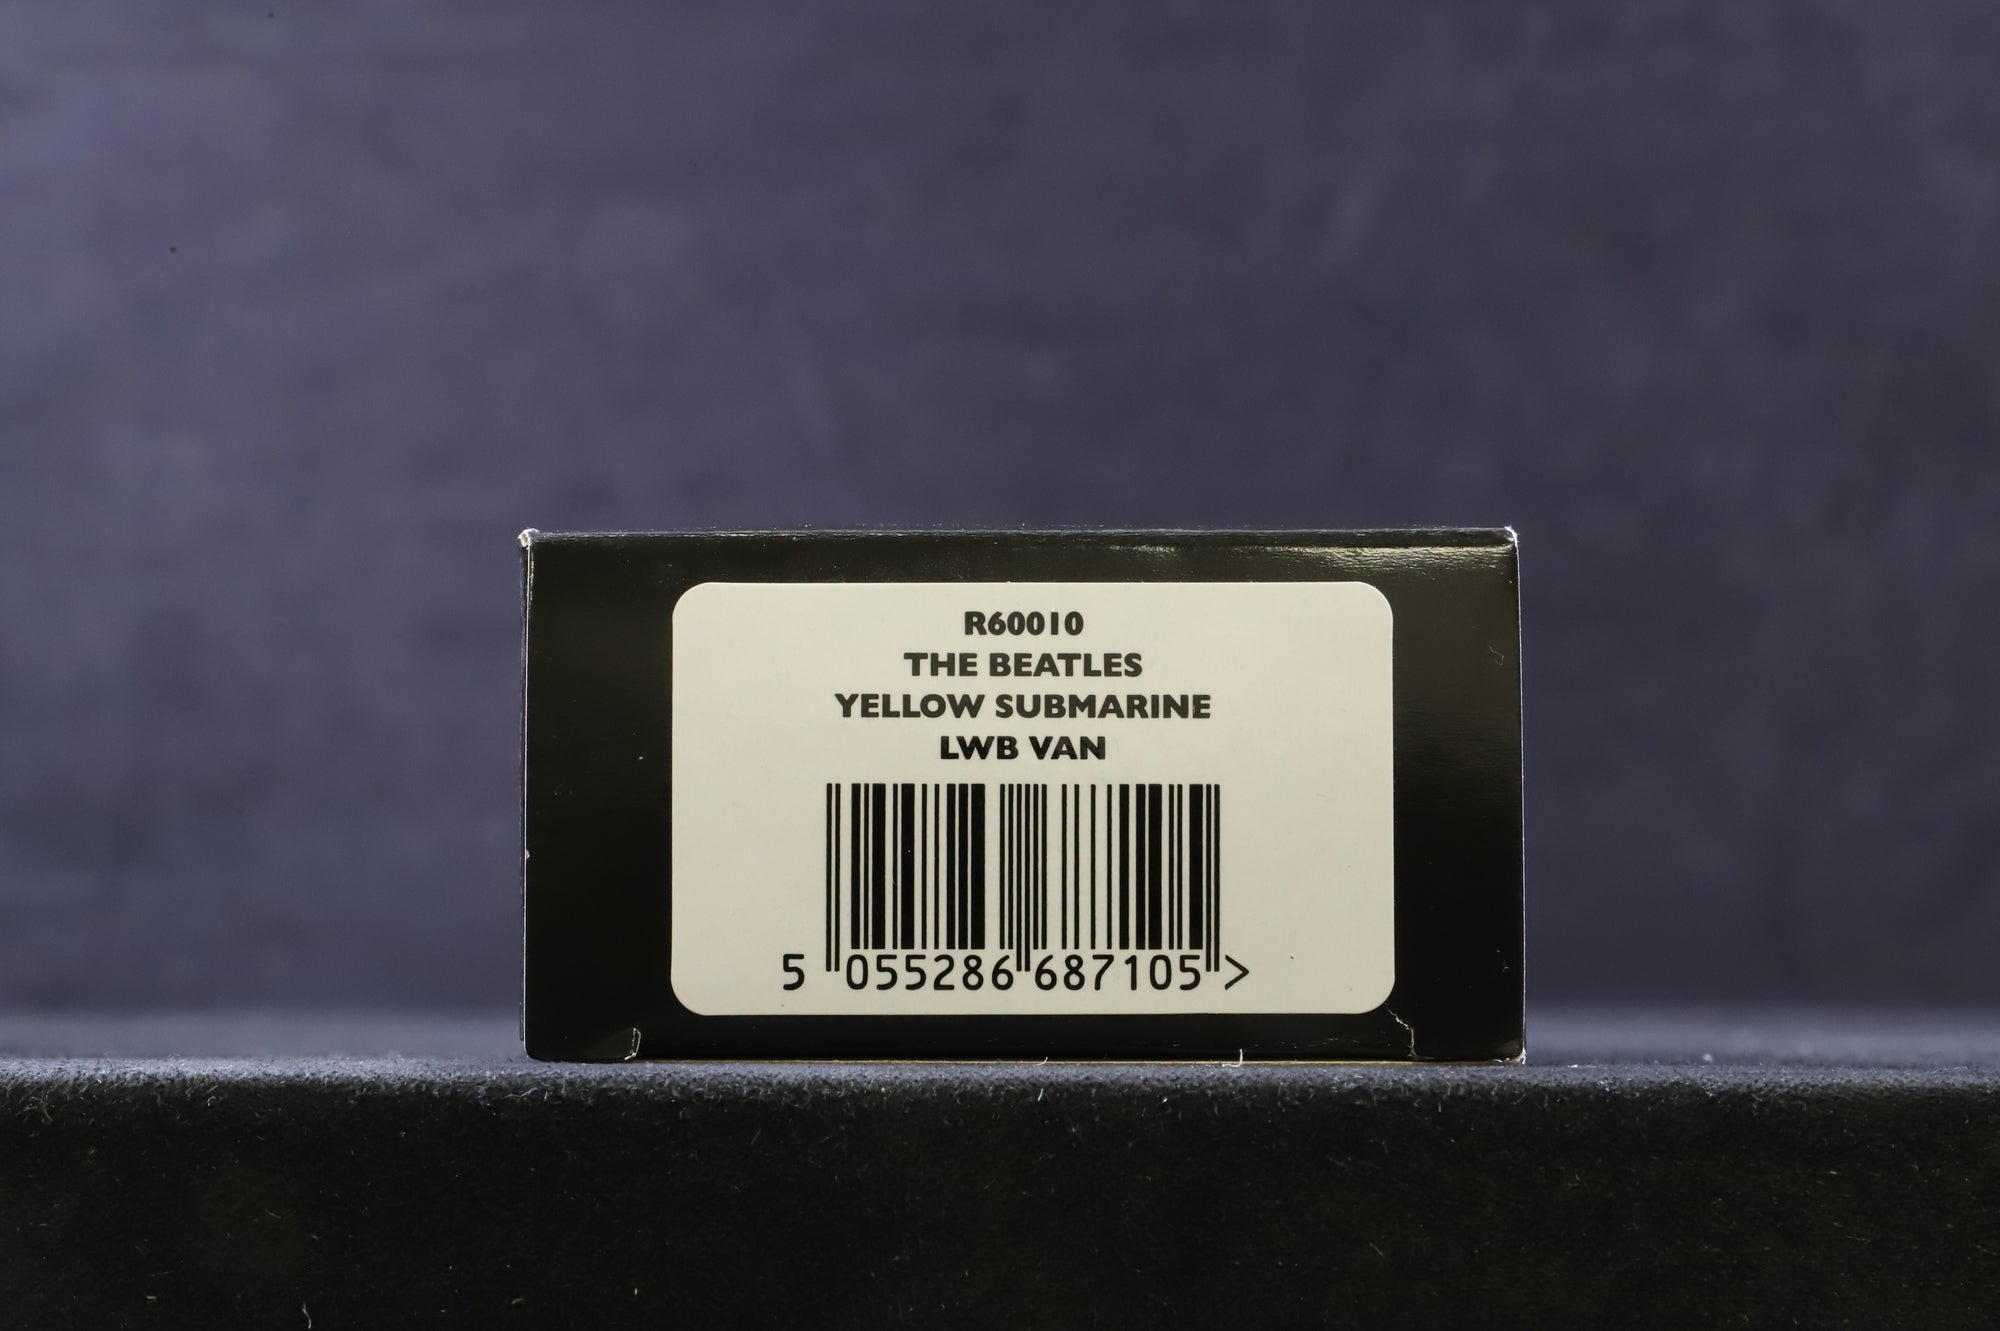 R60010
THE BEATLES
YELLOW SUBMARINE
LWB VAN
5 055286 687105 >